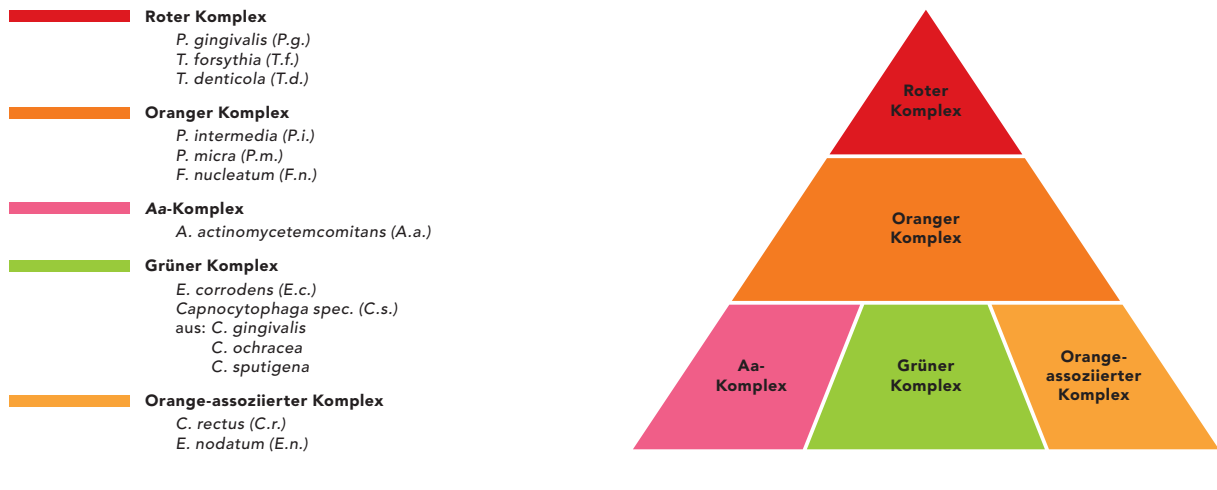 Roter Komplex
P. gingivalis (P.g.)
T. forsythia (T.f.)
T. denticola (T.d.)
Oranger Komplex
P. intermedia (P.i.)
P. micra (P.m.)
F. nucleatum (F.n.)
Aa-Komplex
A. actinomycetemcomitans (A.a.)
Grüner Komplex
E. corrodens (E.c.)
Capnocytophaga spec. (C.s.)
aus: C. gingivalis
C. ochracea
C. sputigena
Orange-assoziierter Komplex
C. rectus (C.r.)
E. nodatum (E.n.)
Roter
Komplex
Oranger
Komplex
Aa-
Komplex
Grüner
Komplex
Orange-
assoziierter
Komplex